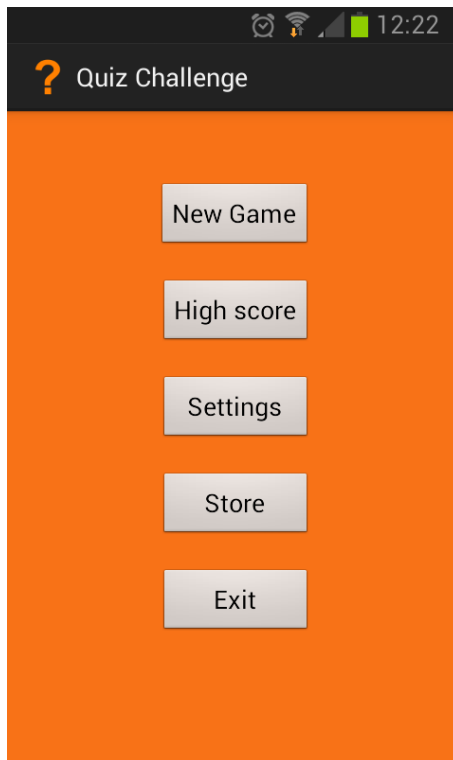 12:22
? Quiz Challenge
New Game
High score
Settings
Store
Exit